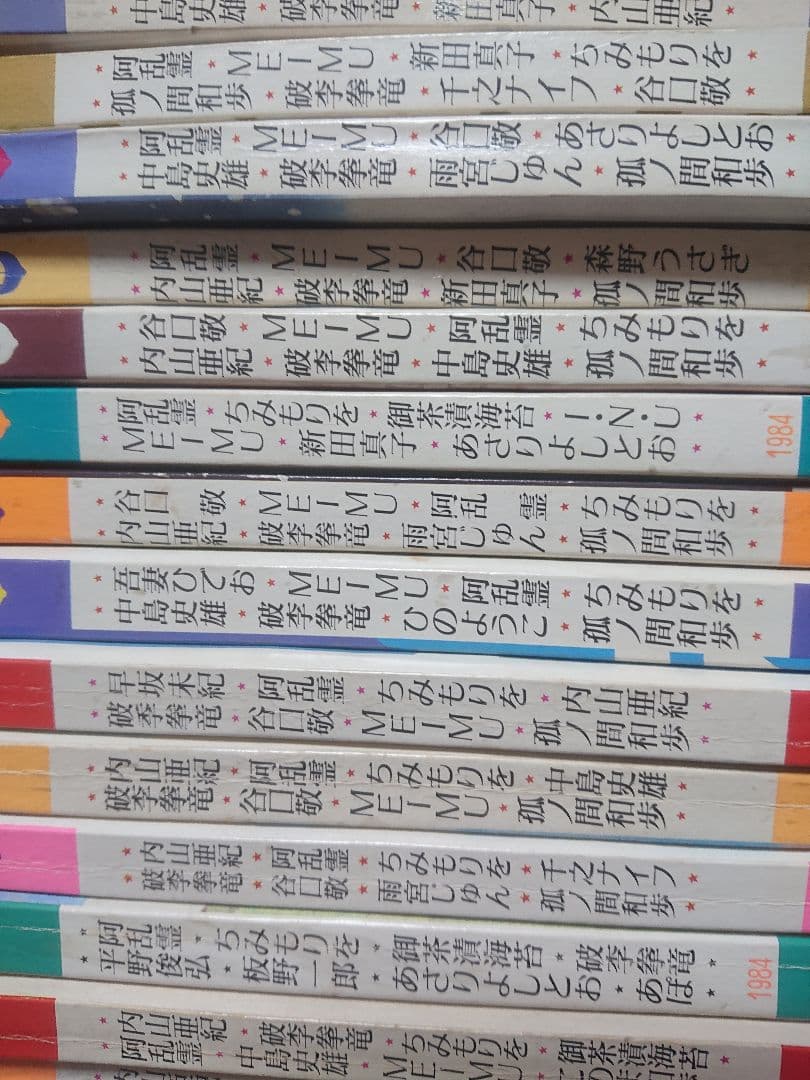 中島史雄★破李拳竜★新田真子★内山亜紀
★阿乱霊★MEIMU★新田真子★ちみもりを
孤ノ間和歩★破李拳竜★千之ナイフ★谷口敬
★阿乱霊★MEIMU★谷口敬★あさりよしとお
中島史雄★破李拳竜★雨宮じゅん★孤ノ間和歩
★阿乱霊★MEIMU★谷口敬★森野うさぎ
内山亜紀★破李拳竜★新田真子★孤ノ間和歩
★谷口敬★MEIMU★阿乱霊★ちみもりを★
内山亜紀★破李拳竜★中島史雄★孤ノ間和歩
★阿乱霊★ちみもりを★御茶漬海苔★I・N・U★
MEIMU★新田真子★あさりよしとお
1984
★谷口敬★MEIMU★阿乱霊★ちみもりを★
内山亜紀★破李拳竜★雨宮じゅん★孤ノ間和歩
★吾妻ひでお★MEIMU★阿乱霊★ちみもりを★
中島史雄★破李拳竜★ひのようこ★孤ノ間和歩
★早坂未紀★阿乱霊★ちみもりを★内山亜紀★
破李拳竜★谷口敬★MEIMU★孤ノ間和歩
★内山亜紀★阿乱霊★ちみもりを★中島史雄★
破李拳竜★谷口敬★MEIMU★孤ノ間和歩
★内山亜紀★阿乱霊★ちみもりを★千之ナイフ★
破李拳竜★谷口敬★雨宮じゅん★孤ノ間和歩
★阿乱霊★ちみもりを★御茶漬海苔★破李拳竜★
平野俊弘★板野一郎★あさりよしとお★あぽ
1984
★内山亜紀★破李拳竜★ちみもりを★御茶漬海苔
阿乱霊★中島史雄★MEIMU